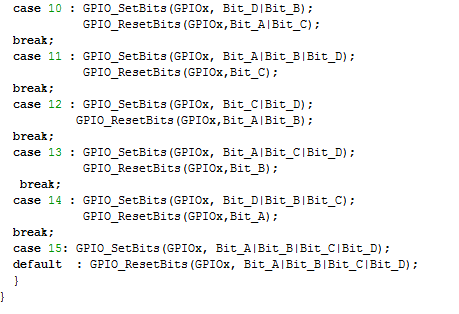 case 10 : GPIO_SetBits(GPIOx, Bit_D|Bit_B);
GPIO_ResetBits(GPIOx,Bit_A|Bit_C);
break;
case 11 : GPIO_SetBits(GPIOx, Bit_A|Bit_B|Bit_D);
GPIO_ResetBits(GPIOx,Bit_C);
break;
case 12 : GPIO_SetBits(GPIOx, Bit_C|Bit_D);
GPIO_ResetBits(GPIOx,Bit_A|Bit_B);
break;
case 13 : GPIO_SetBits(GPIOx, Bit_A|Bit_C|Bit_D);
GPIO_ResetBits(GPIOx,Bit_B);
break;
case 14 : GPIO_SetBits(GPIOx, Bit_D|Bit_B|Bit_C);
GPIO_ResetBits(GPIOx,Bit_A);
break;
case 15: GPIO_SetBits(GPIOx, Bit_A|Bit_B|Bit_C|Bit_D);
default : GPIO_ResetBits(GPIOx, Bit_A|Bit_B|Bit_C|Bit_D);
}
}